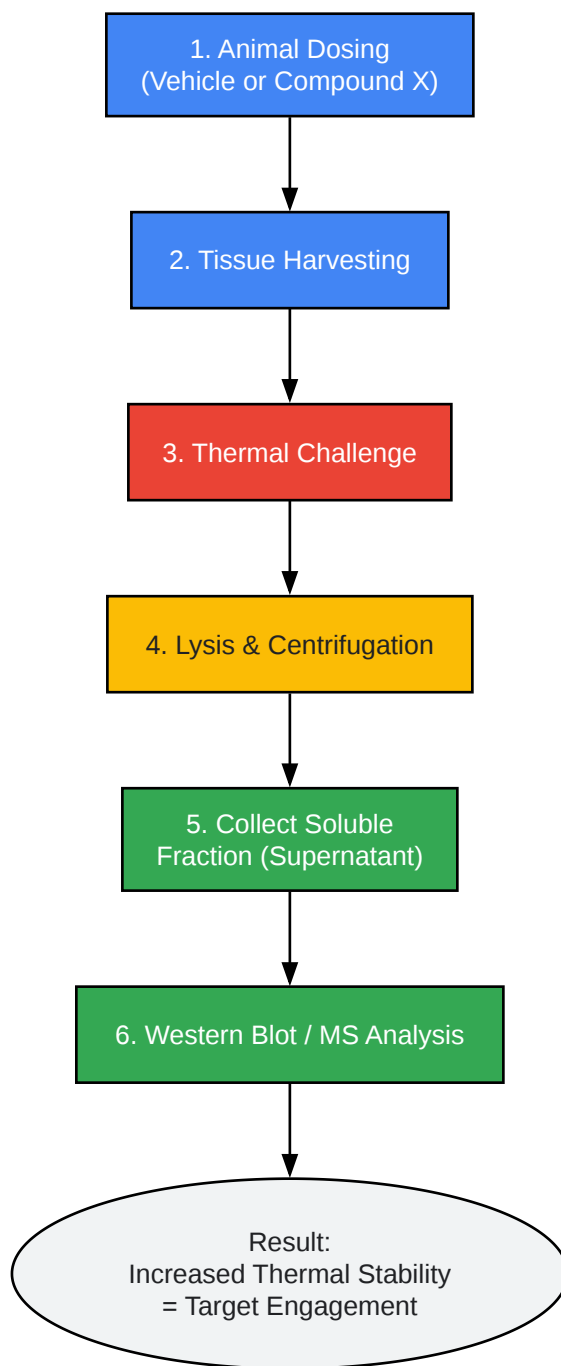 1. Animal Dosing
(Vehicle or Compound X)
2. Tissue Harvesting
3. Thermal Challenge
4. Lysis & Centrifugation
5. Collect Soluble
Fraction (Supernatant)
6. Western Blot / MS Analysis
Result:
Increased Thermal Stability
= Target Engagement